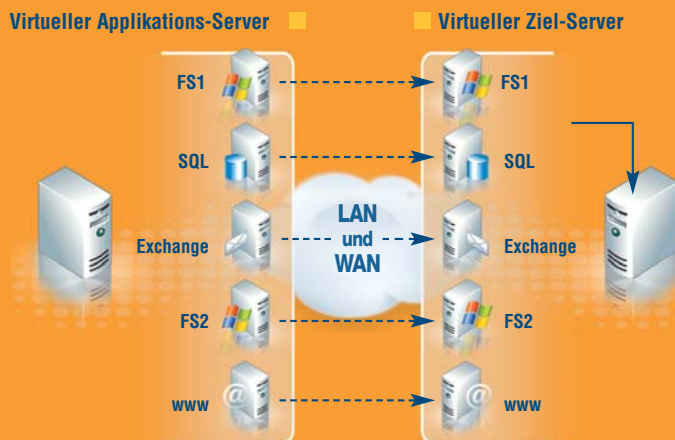 Virtueller Applikations-Server
Virtueller Ziel-Server
FS1
FS1
SQL
SQL
LAN
und
WAN
Exchange
Exchange
FS2
FS2
@
www
@
www